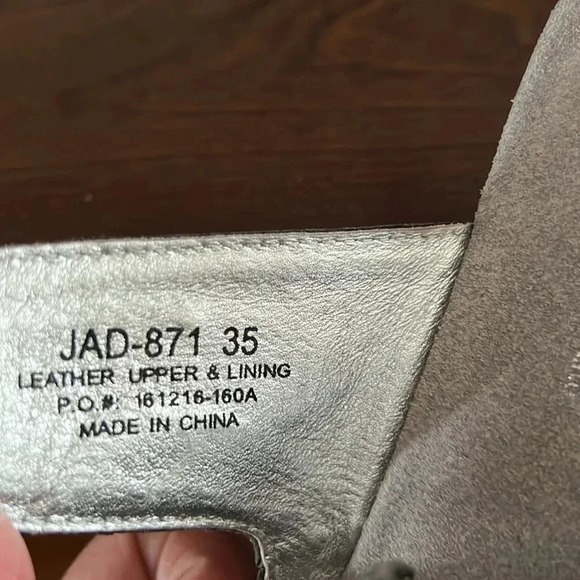 JAD-871 35
LEATHER UPPER & LINING
P.O.#: 161216-160A
MADE IN CHINA